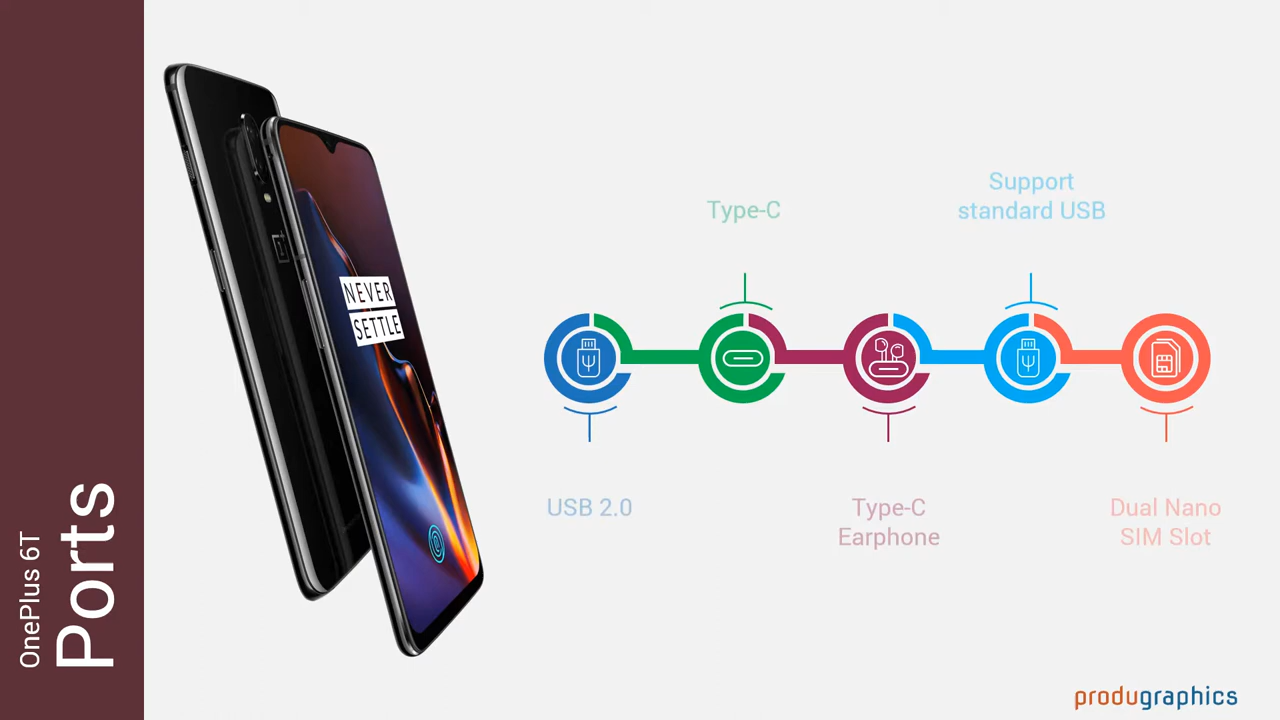 OnePlus 6T
Ports
NEVER
SETTLE
Type-C
Support
standard USB
USB 2.0
Type-C
Earphone
Dual Nano
SIM Slot
produgraphics